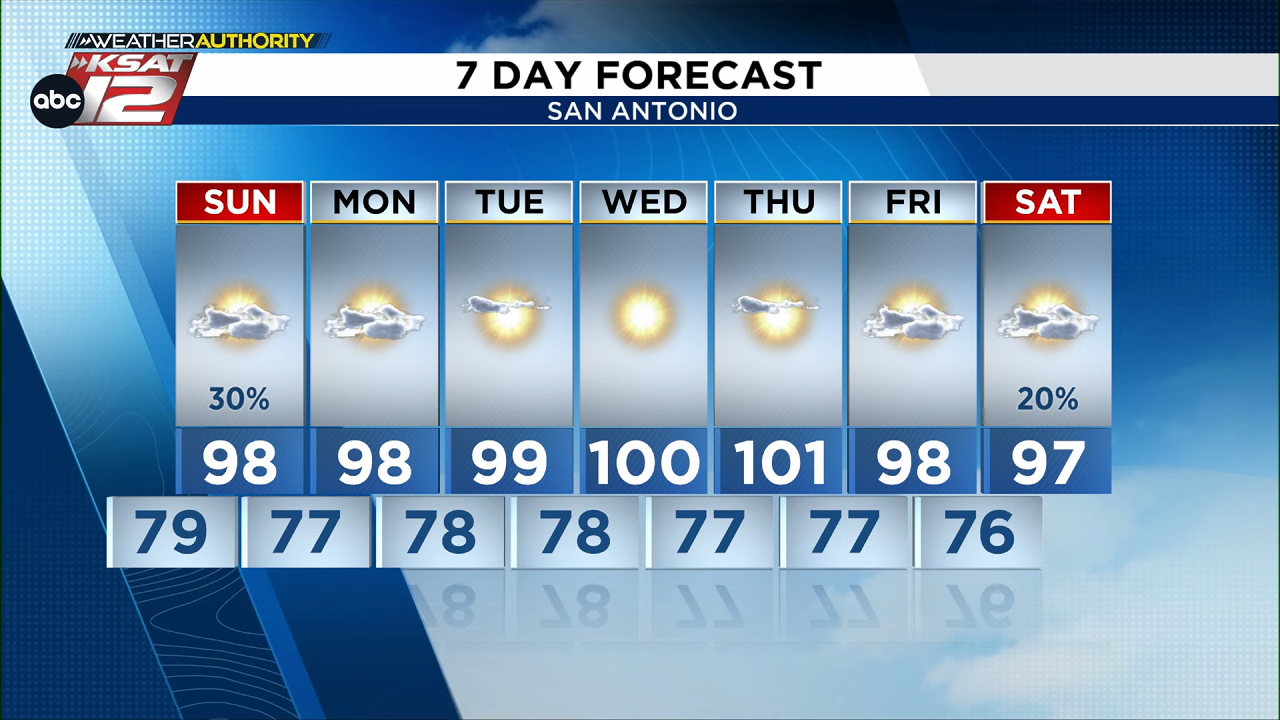 WEATHERAUTHORITY
KSAT
abc 12
7 DAY FORECAST
SAN ANTONIO
SUN MON TUE WED THU FRI SAT
30% 20%
98 98 99 100 101 98 97
79 77 78 78 77 77 76